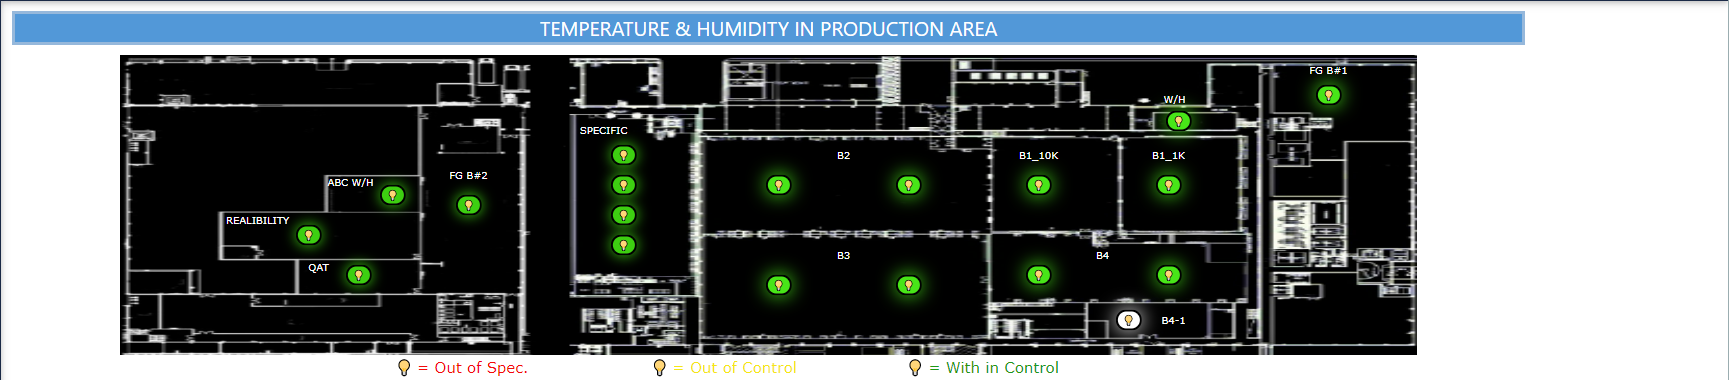 TEMPERATURE & HUMIDITY IN PRODUCTION AREA
FG B#1
W/H
SPECIFIC
B2
B1_10K
B1_1K
FG B#2
ABC W/H
REALIBILITY
B3
B4
QAT
B4-1
= Out of Spec.
= Out of Control
= With in Control